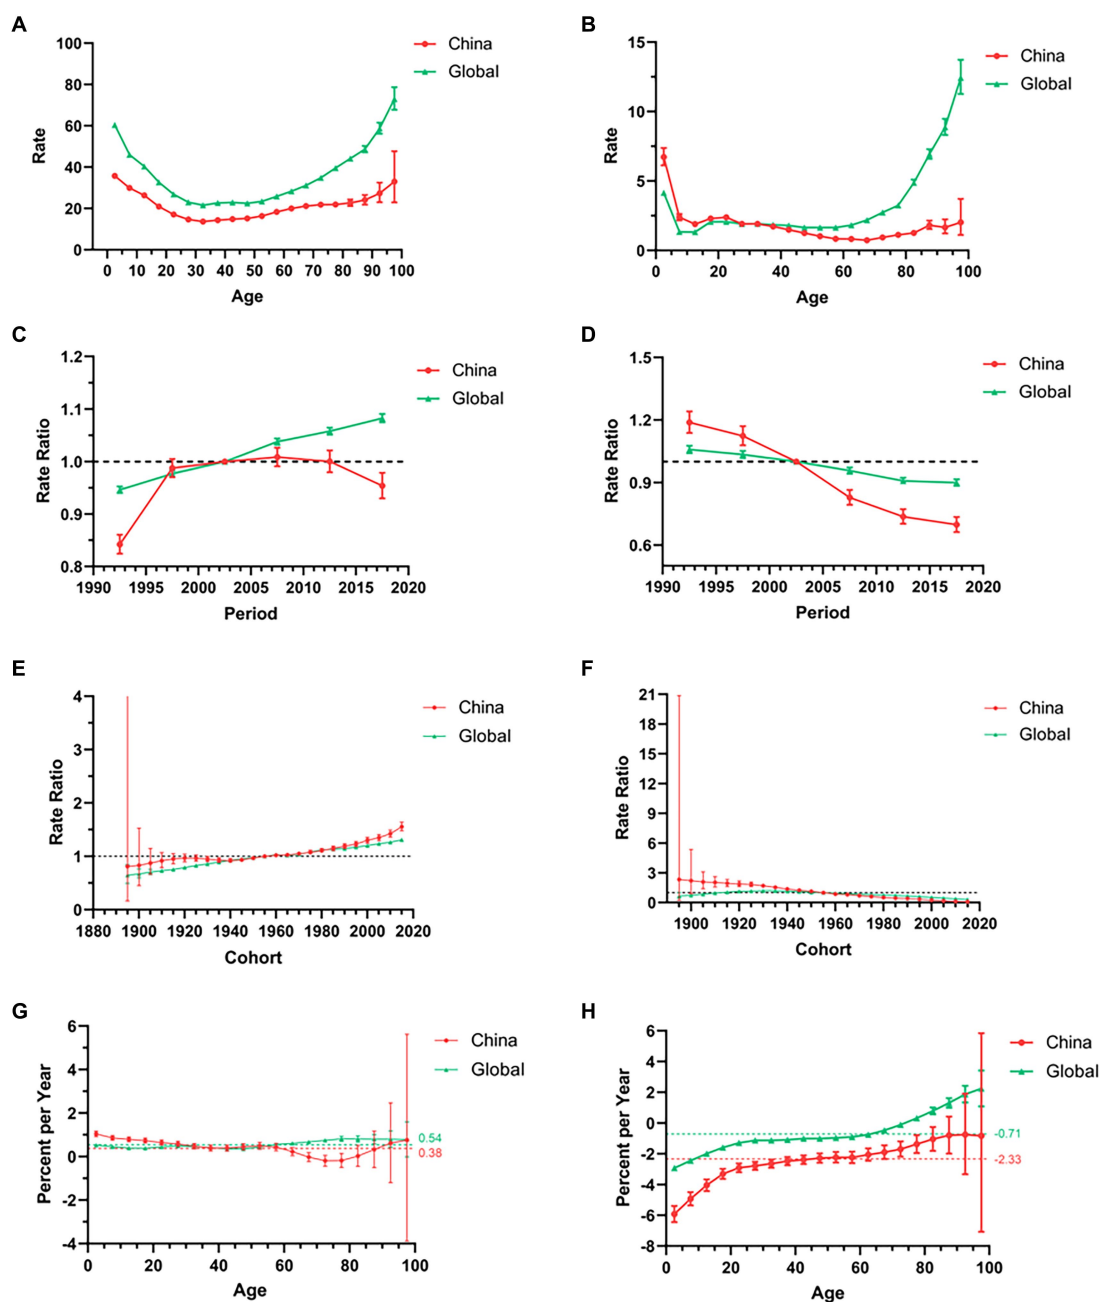 A
100
80
60
40
20
0
Rate
0 10 20 30 40 50 60 70 80 90 100
Age
China
Global
B
15
10
5
0
Rate
0 20 40 60 80 100
Age
China
Global
C
1.2
1.1
1.0
0.9
0.8
Rate Ratio
1990 1995 2000 2005 2010 2015 2020
Period
China
Global
D
1.5
1.2
0.9
0.6
Rate Ratio
1990 1995 2000 2005 2010 2015 2020
Period
China
Global
E
4
3
2
1
0
Rate Ratio
1880 1900 1920 1940 1960 1980 2000 2020
Cohort
China
Global
F
21
18
15
12
9
6
3
0
Rate Ratio
1900 1920 1940 1960 1980 2000 2020
Cohort
China
Global
G
6
4
2
0
-2
-4
Percent per Year
0 20 40 60 80 100
Age
China
Global
0.54
0.38
H
6
4
2
0
-2
-4
-6
-8
Percent per Year
0 20 40 60 80 100
Age
China
Global
-0.71
-2.33